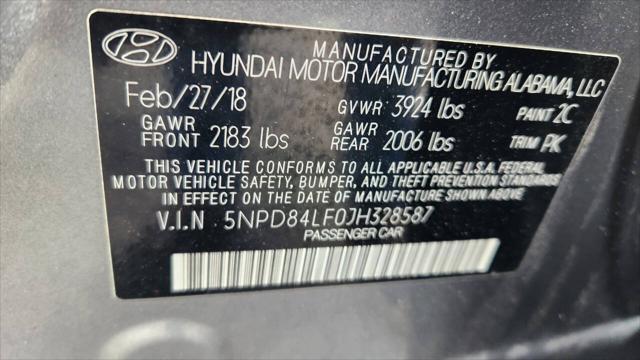 MANUFACTURED BY
HYUNDAI MOTOR MANUFACTURING ALABAMA, LLC
Feb/27/18 GVWR 3924 lbs PAINT 2C
GAWR FRONT 2183 lbs GAWR REAR 2006 lbs TRIM PK
THIS VEHICLE CONFORMS TO ALL APPLICABLE U.S.A. FEDERAL
MOTOR VEHICLE SAFETY, BUMPER, AND THEFT PREVENTION STANDARDS
IN EFFECT ON THE DATE OF MANUFACTURE SHOWN ABOVE.
V.I.N 5NPD84LF0JH328587
PASSENGER CAR